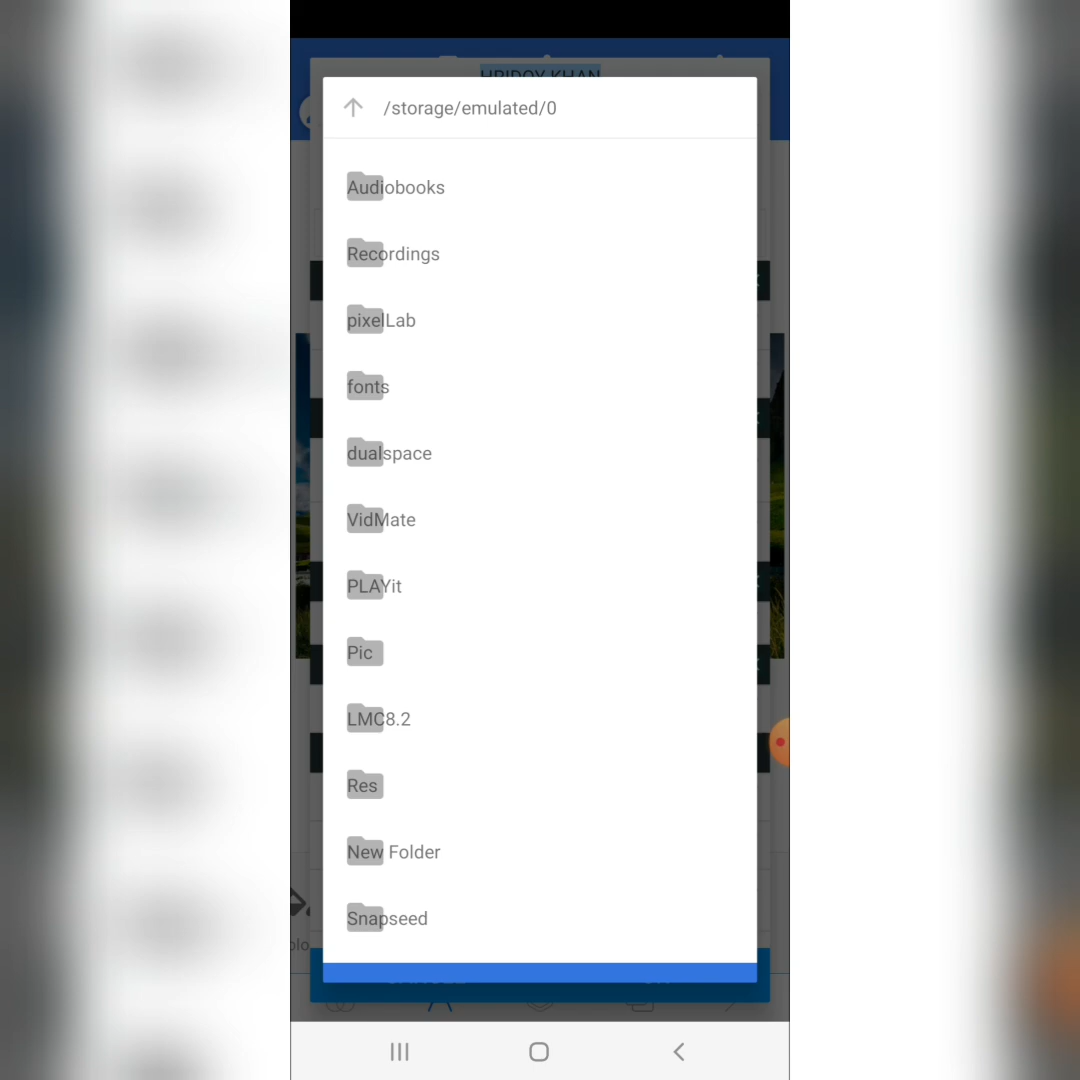 HRIDOY KHAN
/storage/emulated/0
Audiobooks
Recordings
pixelLab
fonts
dualspace
VidMate
PLAYit
Pic
LMC8.2
Res
New Folder
Snapseed